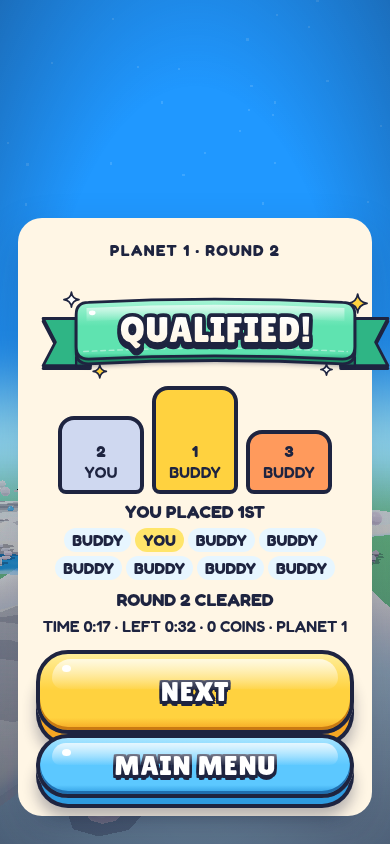 PLANET 1 · ROUND 2
QUALIFIED!
2 1 3
YOU BUDDY BUDDY
YOU PLACED 1ST
BUDDY YOU BUDDY BUDDY
BUDDY BUDDY BUDDY BUDDY
ROUND 2 CLEARED
TIME 0:17 · LEFT 0:32 · 0 COINS · PLANET 1
NEXT
MAIN MENU